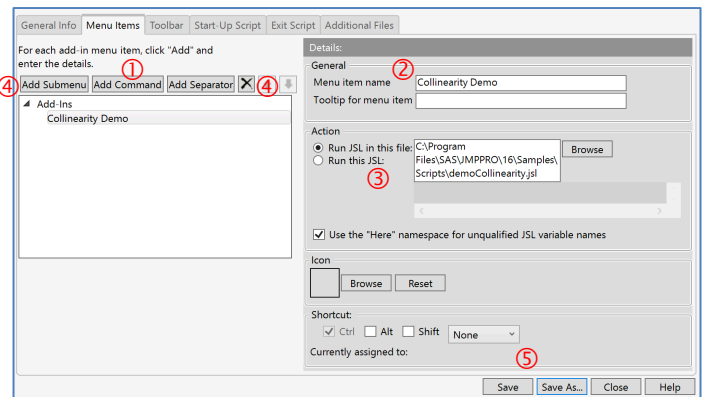 General Info Menu Items Toolbar Start-Up Script Exit Script Additional Files
For each add-in menu item, click "Add" and
enter the details.
①
④ Add Submenu Add Command Add Separator ④
Add-Ins
Collinearity Demo
Details:
General
②
Menu item name Collinearity Demo
Tooltip for menu item
Action
Run JSL in this file: C:\Program
Files\SAS\JMPPRO\16\Samples\
Scripts\demoCollinearity.jsl
Browse
Run this JSL:
③
Use the "Here" namespace for unqualified JSL variable names
Icon
Browse Reset
Shortcut:
Ctrl Alt Shift None
Currently assigned to:
⑤
Save Save As... Close Help